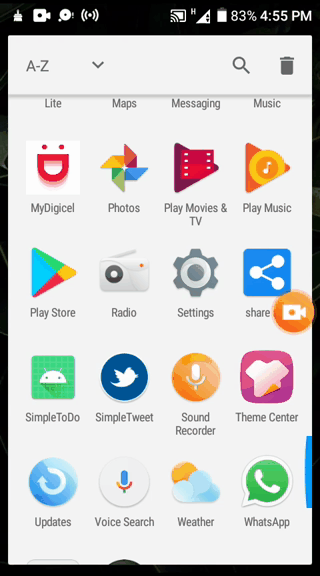 H 83% 4:55 PM
A-Z
Lite Maps Messaging Music
MyDigicel Photos Play Movies & Play Music
TV
Play Store Radio Settings share
SimpleToDo SimpleTweet Sound Theme Center
Recorder
Updates Voice Search Weather WhatsApp